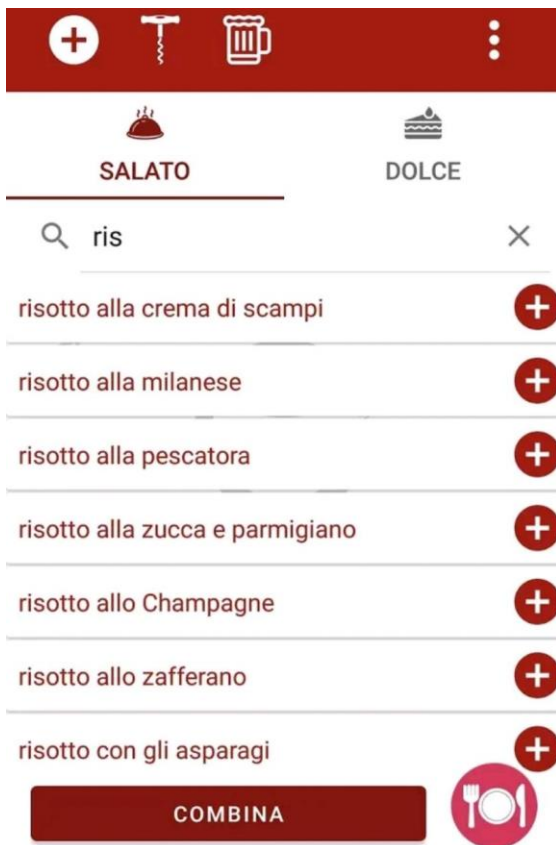 SALATO
DOLCE
ris
risotto alla crema di scampi
risotto alla milanese
risotto alla pescatora
risotto alla zucca e parmigiano
risotto allo Champagne
risotto allo zafferano
risotto con gli asparagi
COMBINA